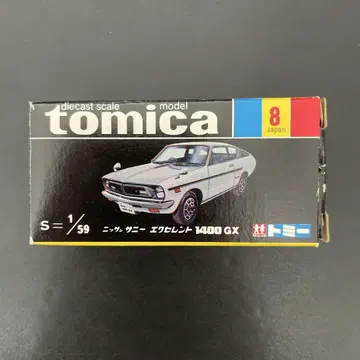 diecast scale model
tomica
8
Japan
S=1/59
ニッサン サニー エクセレント 1400 GX
トミー